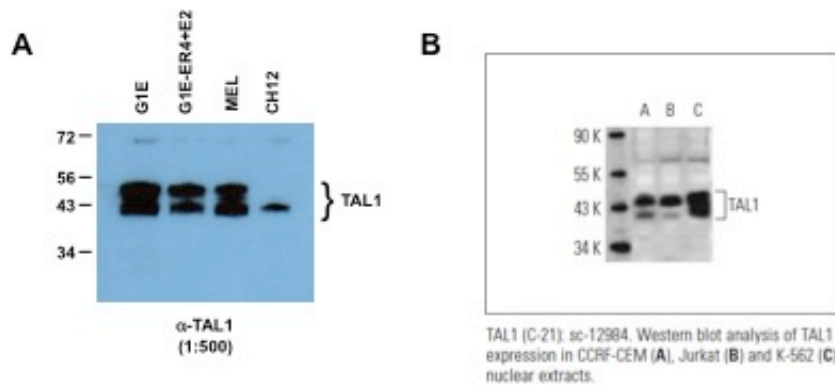 A
G1E
G1E-ER4+E2
MEL
CH12
72
56
43
34
TAL1
α-TAL1
(1:500)
B
A B C
90 K
55 K
43 K
34 K
TAL1
TAL1 (C-21): sc-12984. Western blot analysis of TAL1
expression in CCRF-CEM (A), Jurkat (B) and K-562 (C)
nuclear extracts.